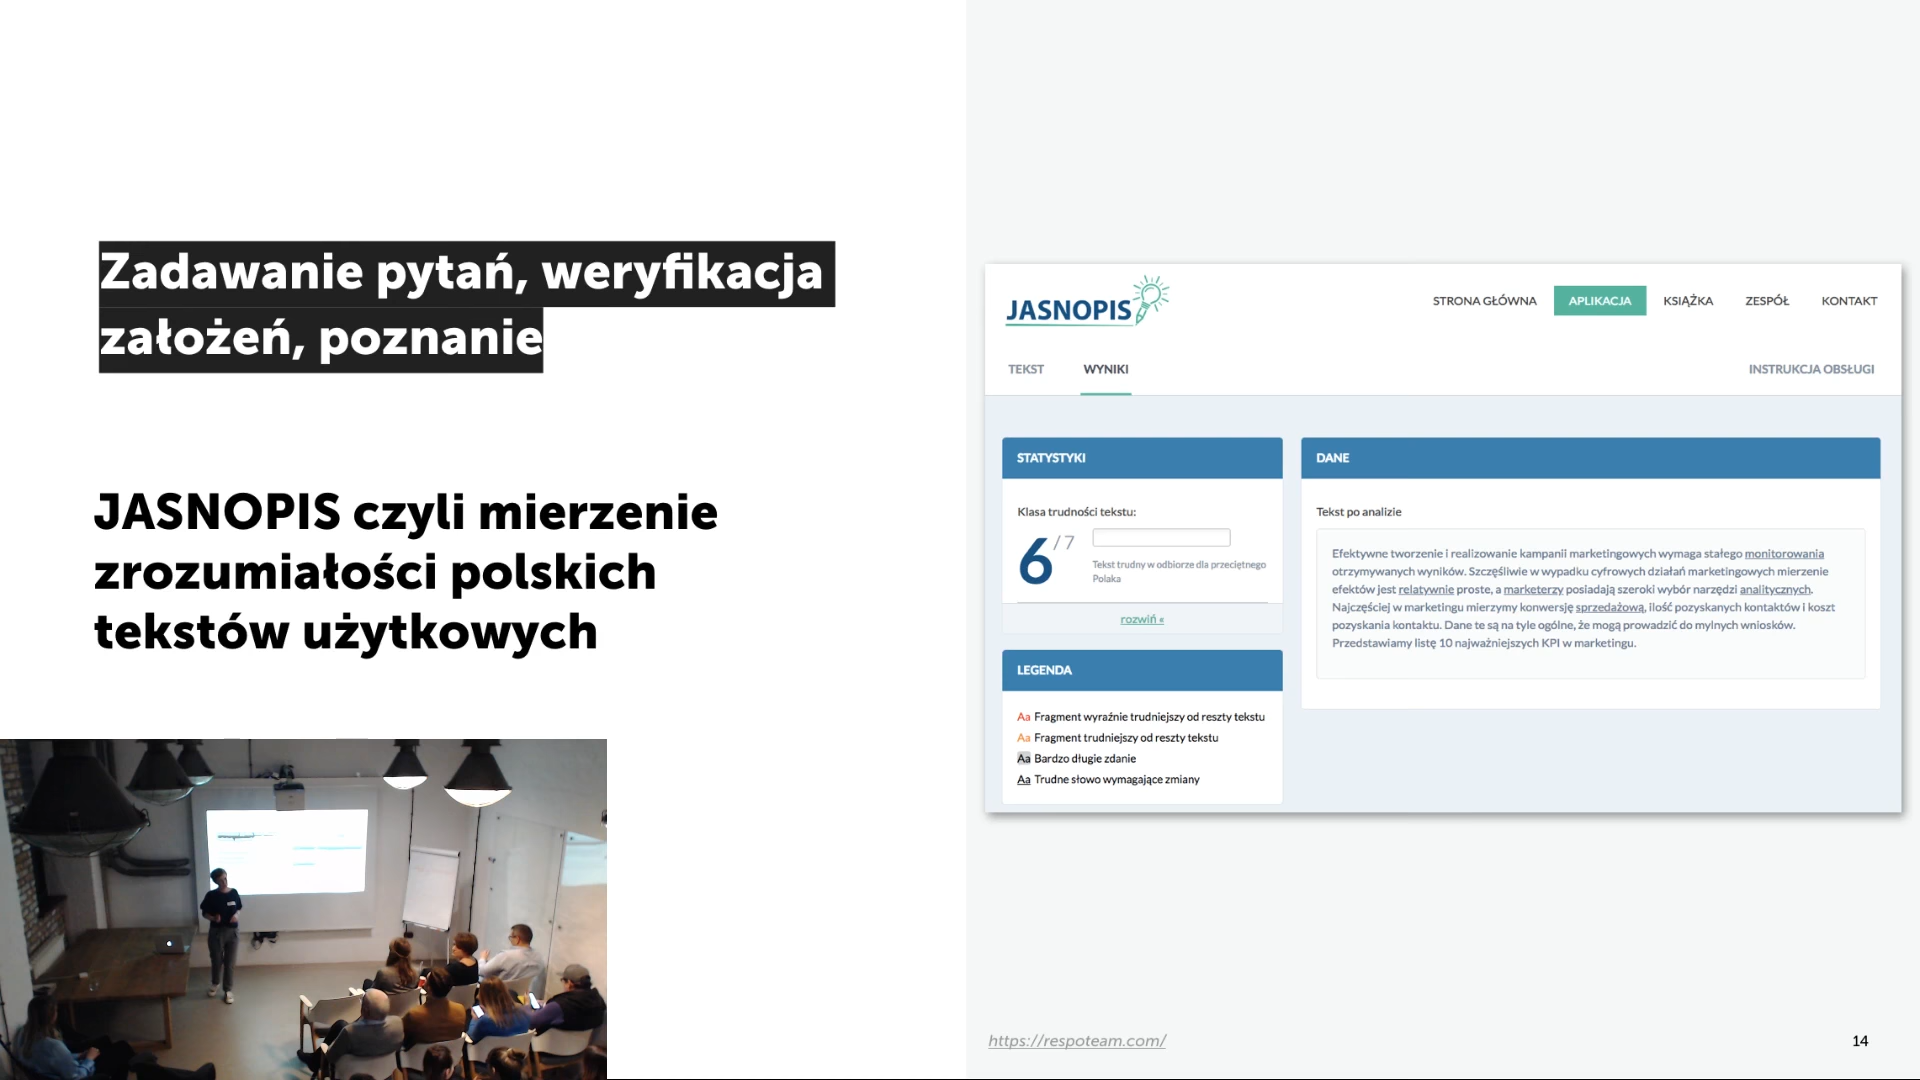 Zadawanie pytań, weryfikacja
założeń, poznanie
JASNOPIS czyli mierzenie
zrozumiałości polskich
tekstów użytkowych
JASNOPIS
STRONA GŁÓWNA
APLIKACJA
KSIĄŻKA
ZESPÓŁ
KONTAKT
TEKST
WYNIKI
INSTRUKCJA OBSŁUGI
STATYSTYKI
Klasa trudności tekstu:
6/7
Tekst trudny w odbiorze dla przeciętnego
Polaka
rozwiń «
LEGENDA
Aa Fragment wyraźnie trudniejszy od reszty tekstu
Aa Fragment trudniejszy od reszty tekstu
Aa Bardzo długie zdanie
Aa Trudne słowo wymagające zmiany
DANE
Tekst po analizie
Efektywne tworzenie i realizowanie kampanii marketingowych wymaga stałego monitorowania
otrzymywanych wyników. Szczęśliwie w wypadku cyfrowych działań marketingowych mierzenie
efektów jest relatywnie proste, a marketerzy posiadają szeroki wybór narzędzi analitycznych.
Najczęściej w marketingu mierzymy konwersję sprzedażową, ilość pozyskanych kontaktów i koszt
pozyskania kontaktu. Dane te są na tyle ogólne, że mogą prowadzić do mylnych wniosków.
Przedstawiamy listę 10 najważniejszych KPI w marketingu.
https://respoteam.com/
14